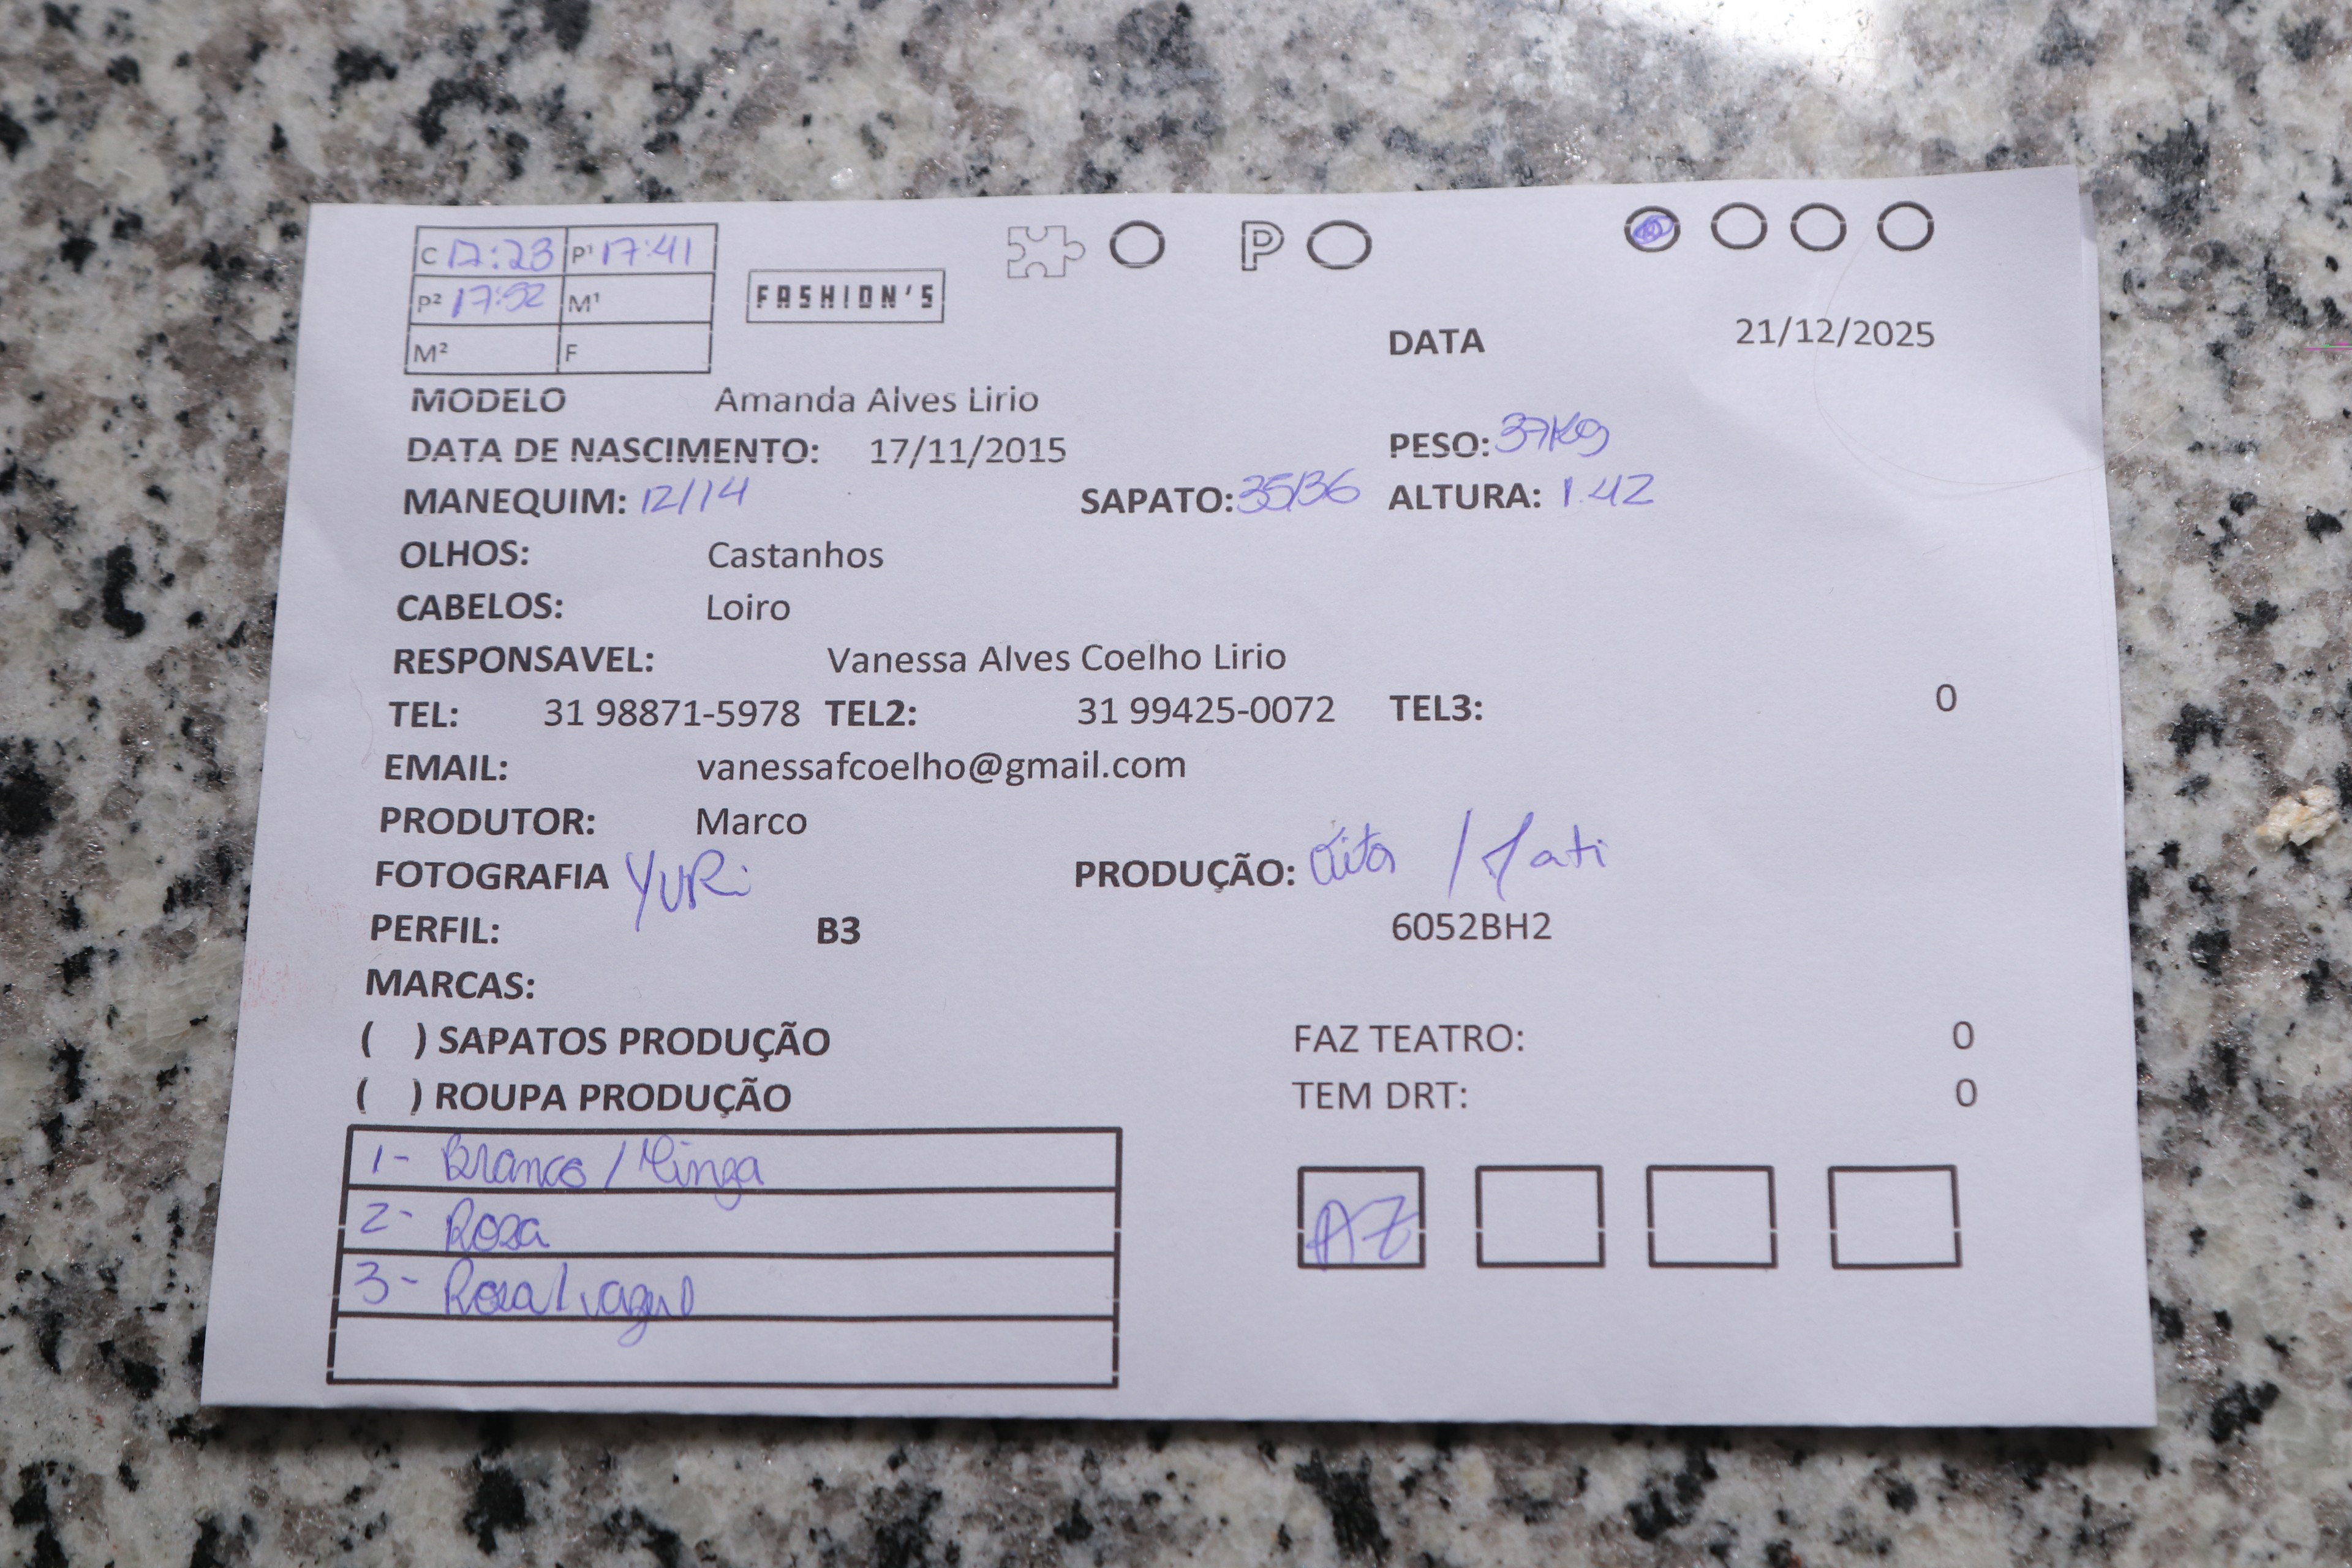 C 17:23 P¹ 17:41
P² 17:52 M¹
M² F
FASHION'S
P
DATA 21/12/2025
MODELO Amanda Alves Lirio
DATA DE NASCIMENTO: 17/11/2015 PESO: 37Kg
MANEQUIM: 12/14 SAPATO: 35/36 ALTURA: 1.42
OLHOS: Castanhos
CABELOS: Loiro
RESPONSAVEL: Vanessa Alves Coelho Lirio
TEL: 31 98871-5978 TEL2: 31 99425-0072 TEL3: 0
EMAIL: vanessafcoelho@gmail.com
PRODUTOR: Marco
FOTOGRAFIA YURi PRODUÇÃO: / Tati
PERFIL: B3 6052BH2
MARCAS:
( ) SAPATOS PRODUÇÃO FAZ TEATRO: 0
( ) ROUPA PRODUÇÃO TEM DRT: 0
1- Branco / Cinza
2- Rosa
3- Rosa / azul
AZ